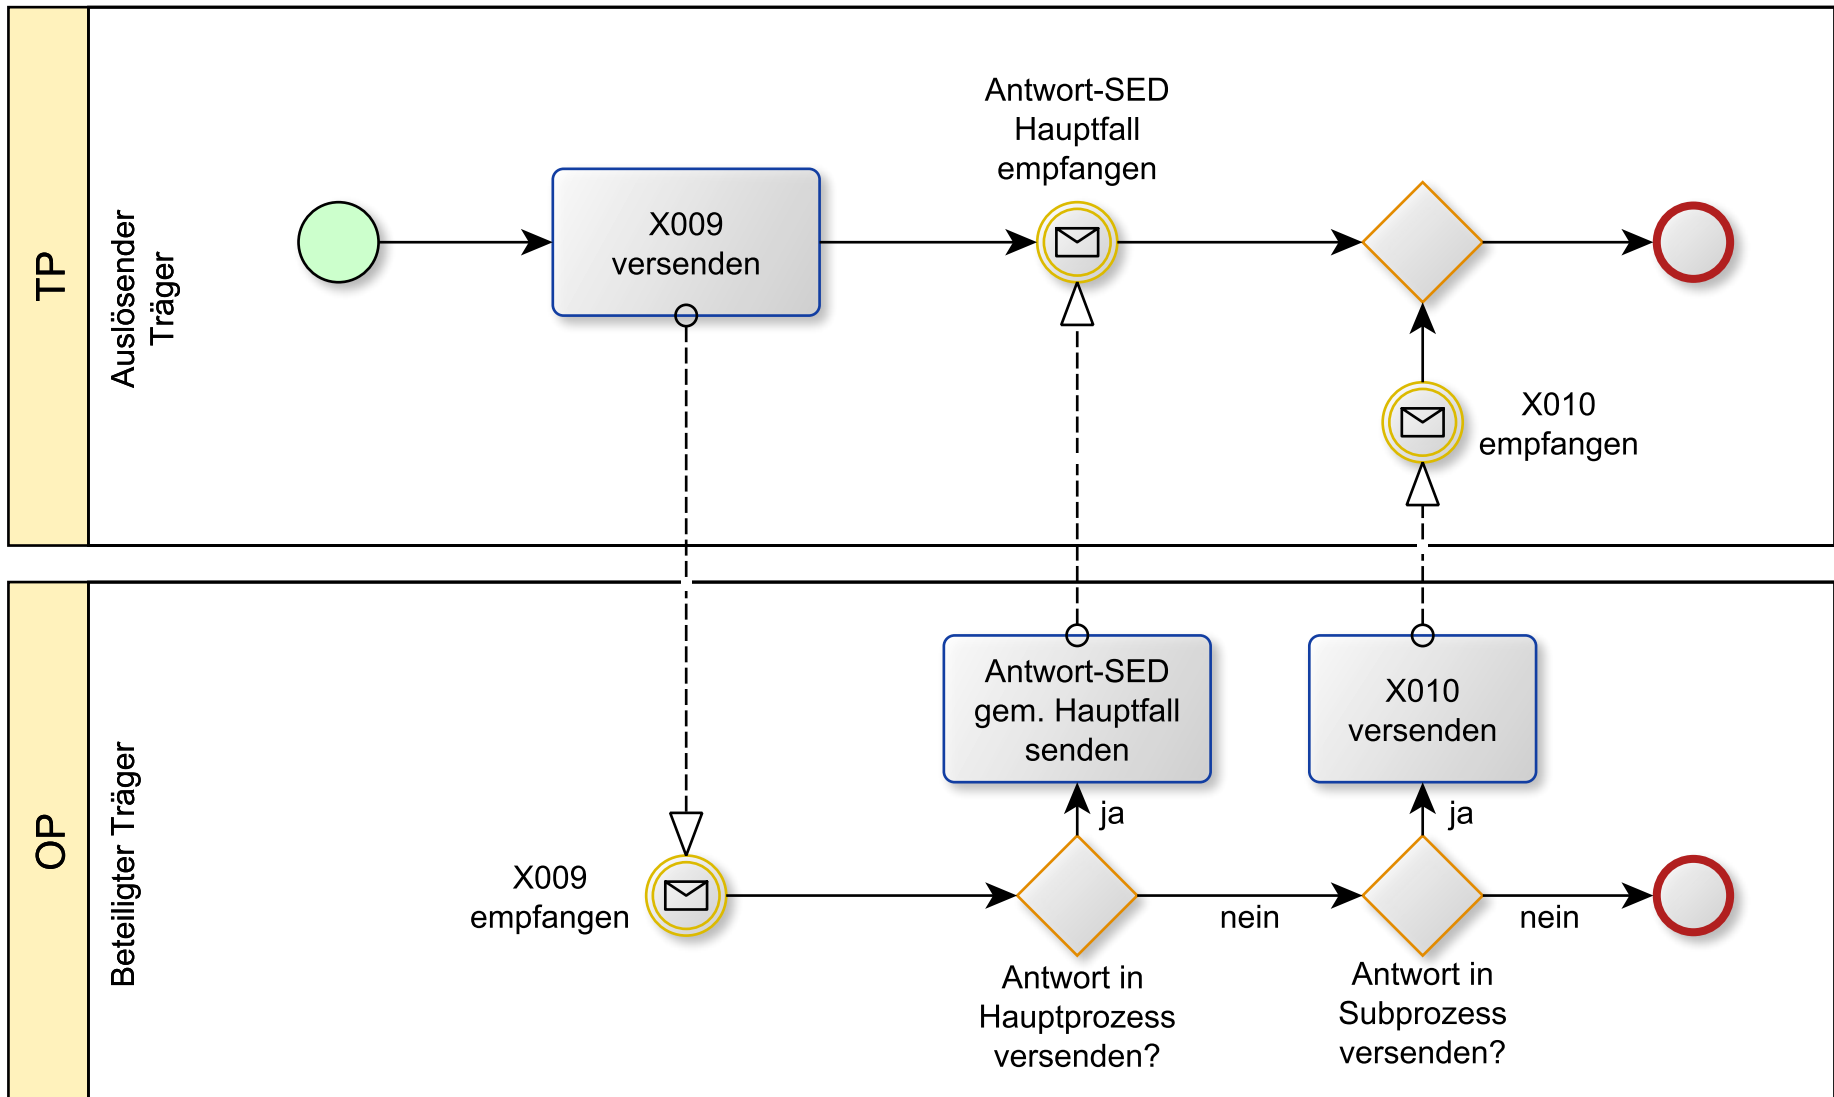 TP
Auslösender
Träger
X009
versenden
Antwort-SED
Hauptfall
empfangen
X010
empfangen
OP
Beteiligter Träger
X009
empfangen
Antwort-SED
gem. Hauptfall
senden
ja
Antwort in
Hauptprozess
versenden?
nein
X010
versenden
ja
Antwort in
Subprozess
versenden?
nein